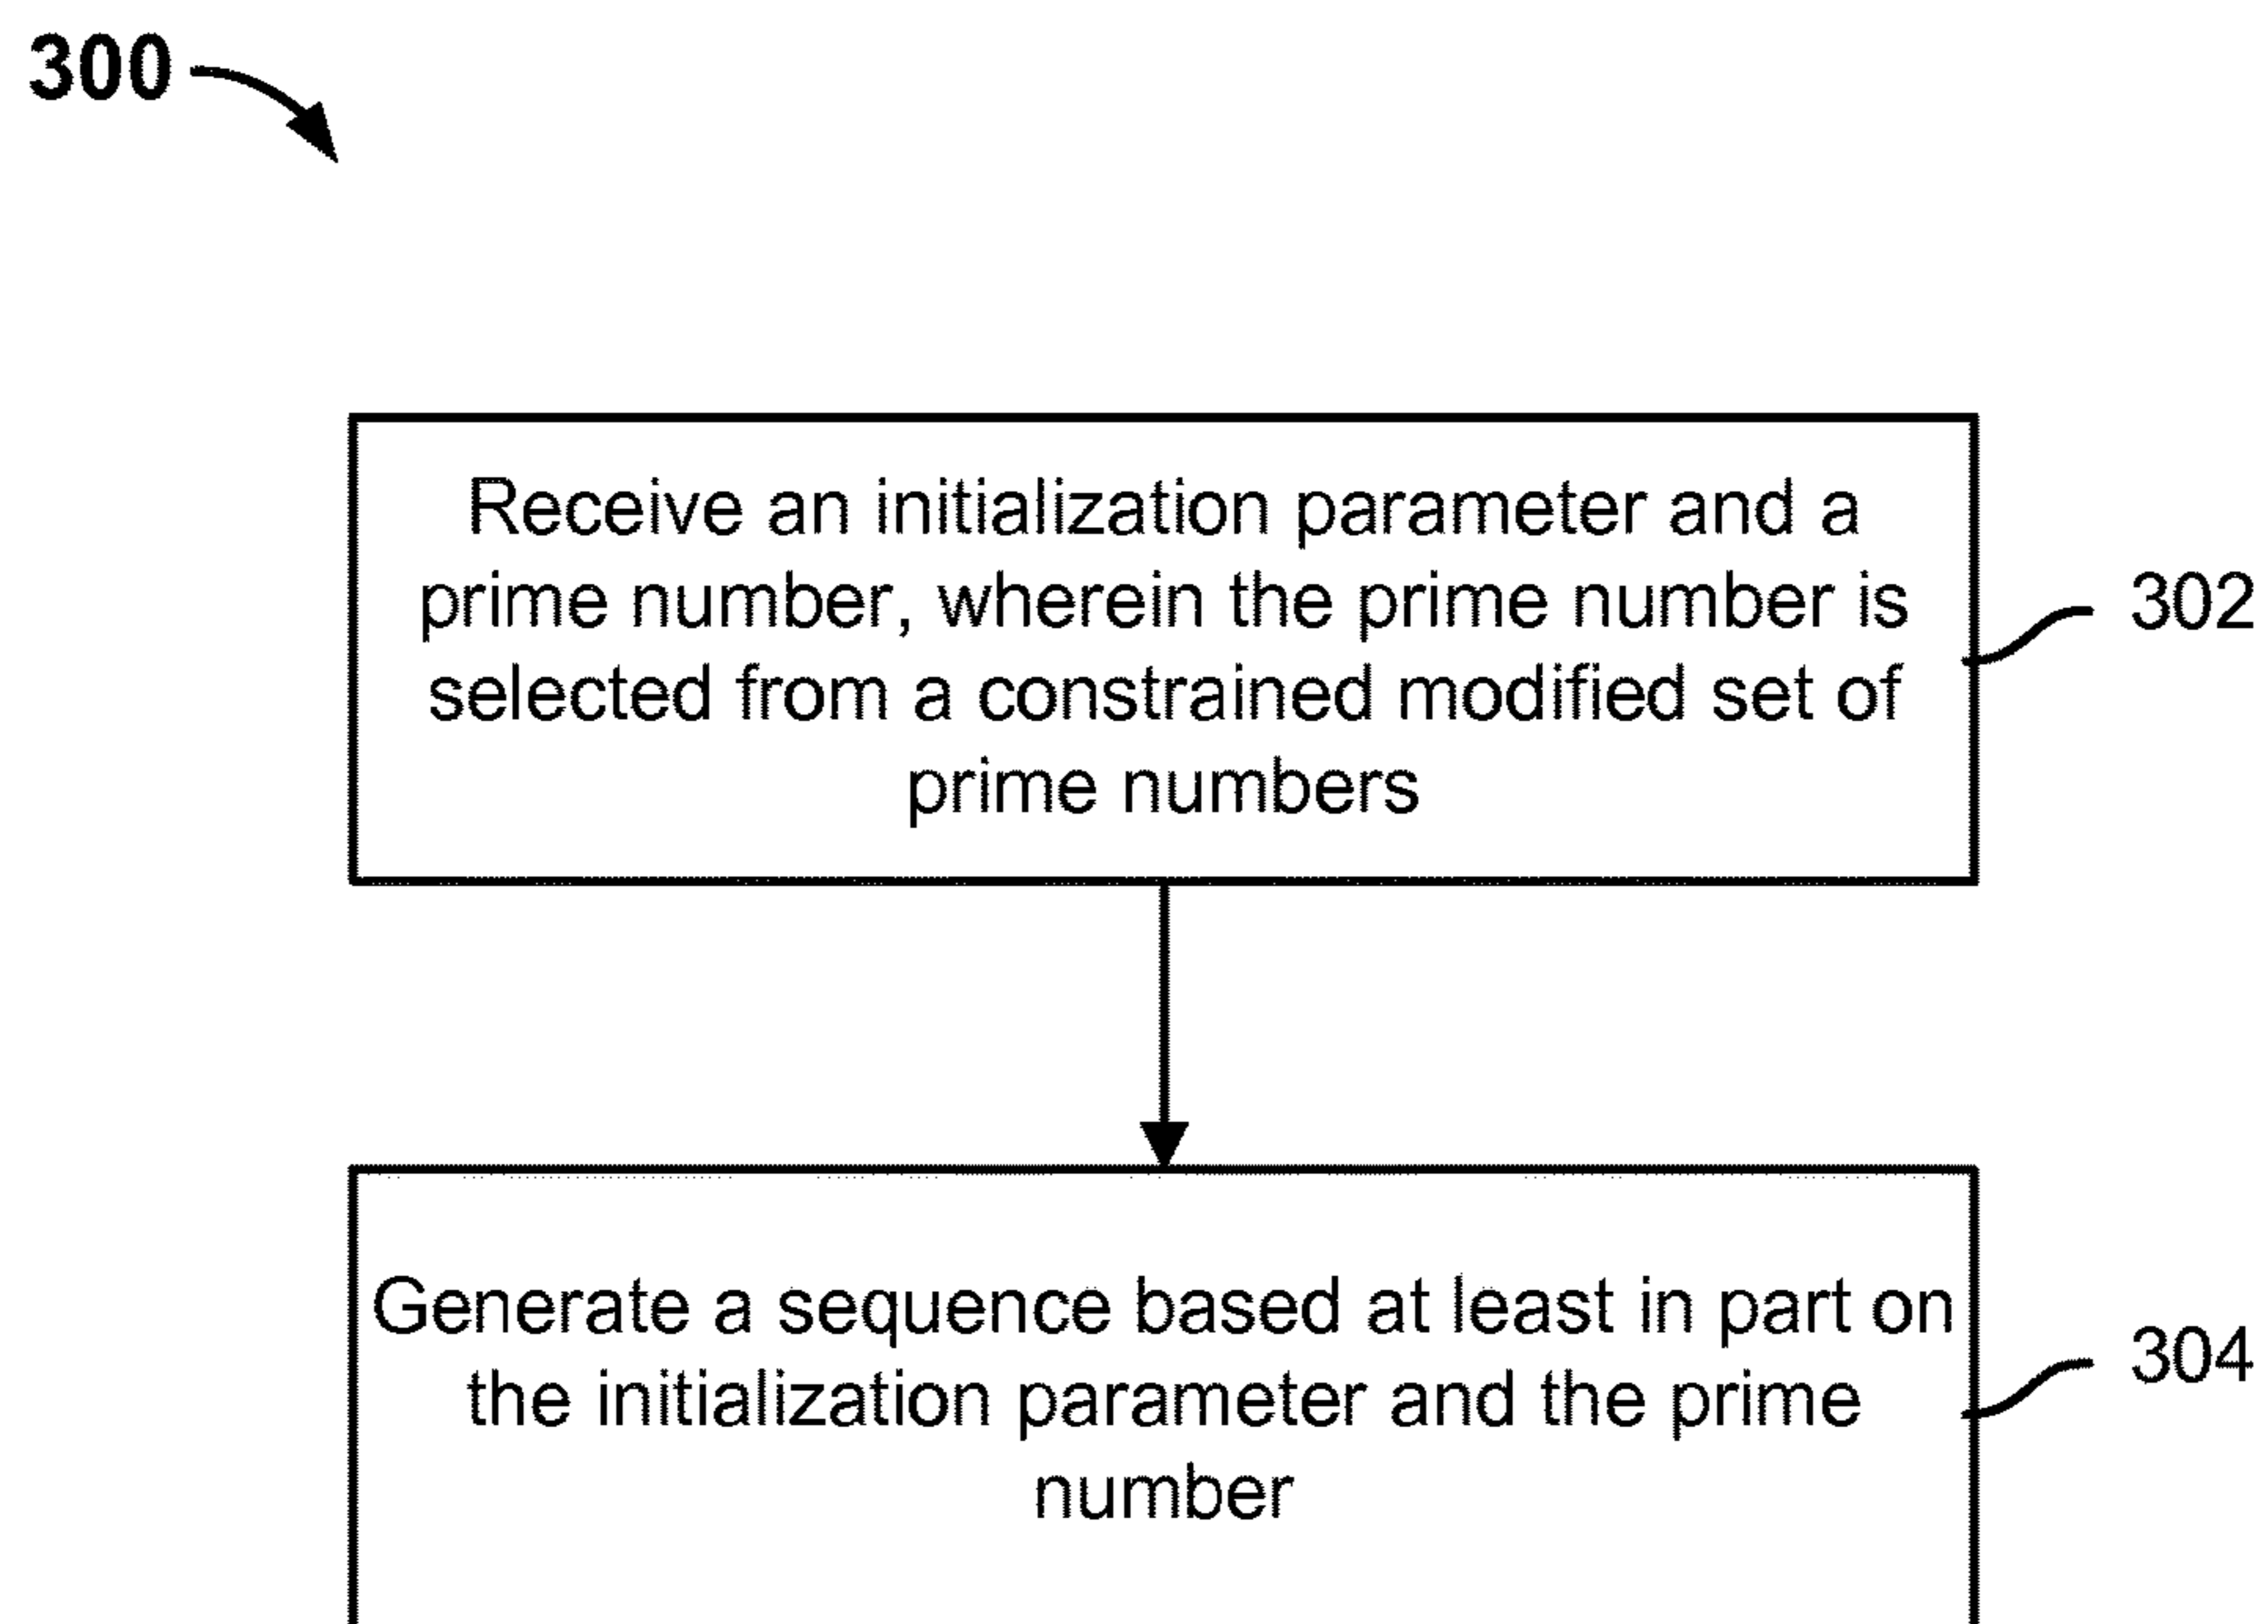 300
Receive an initialization parameter and a
prime number, wherein the prime number is
selected from a constrained modified set of
prime numbers
302
Generate a sequence based at least in part on
the initialization parameter and the prime
number
304